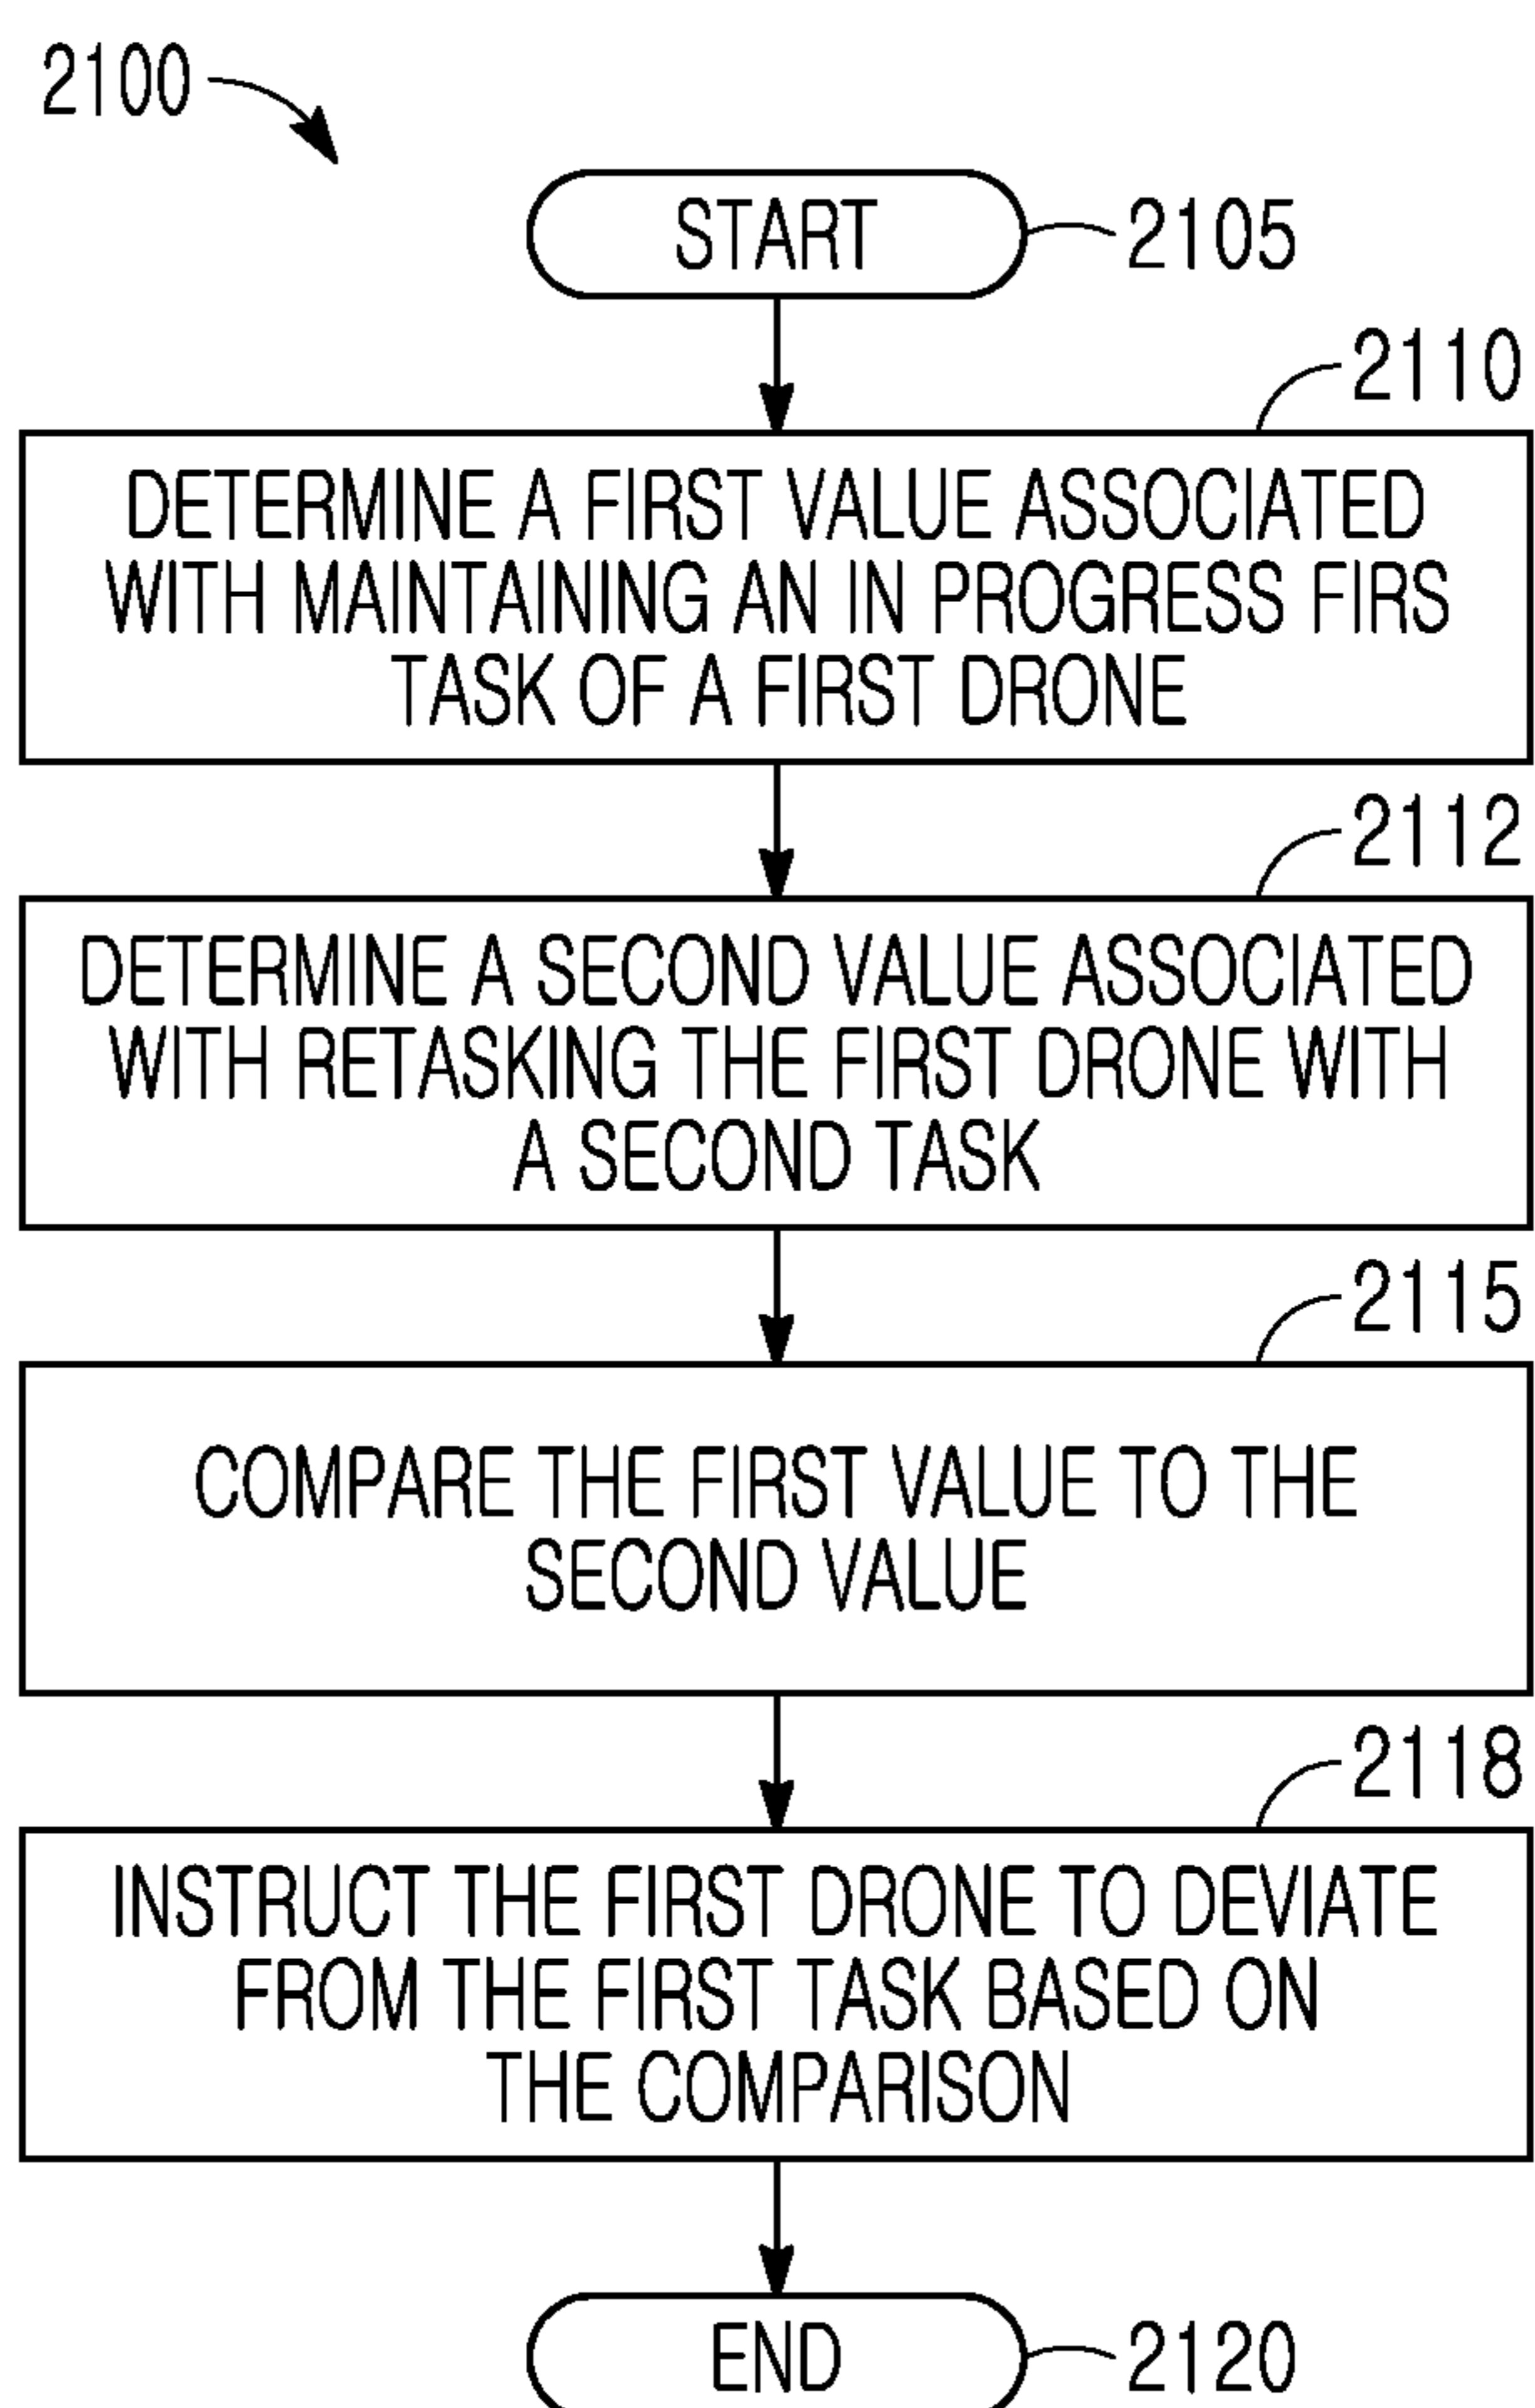 2100
START
2105
2110
DETERMINE A FIRST VALUE ASSOCIATED
WITH MAINTAINING AN IN PROGRESS FIRS
TASK OF A FIRST DRONE
2112
DETERMINE A SECOND VALUE ASSOCIATED
WITH RETASKING THE FIRST DRONE WITH
A SECOND TASK
2115
COMPARE THE FIRST VALUE TO THE
SECOND VALUE
2118
INSTRUCT THE FIRST DRONE TO DEVIATE
FROM THE FIRST TASK BASED ON
THE COMPARISON
END
2120